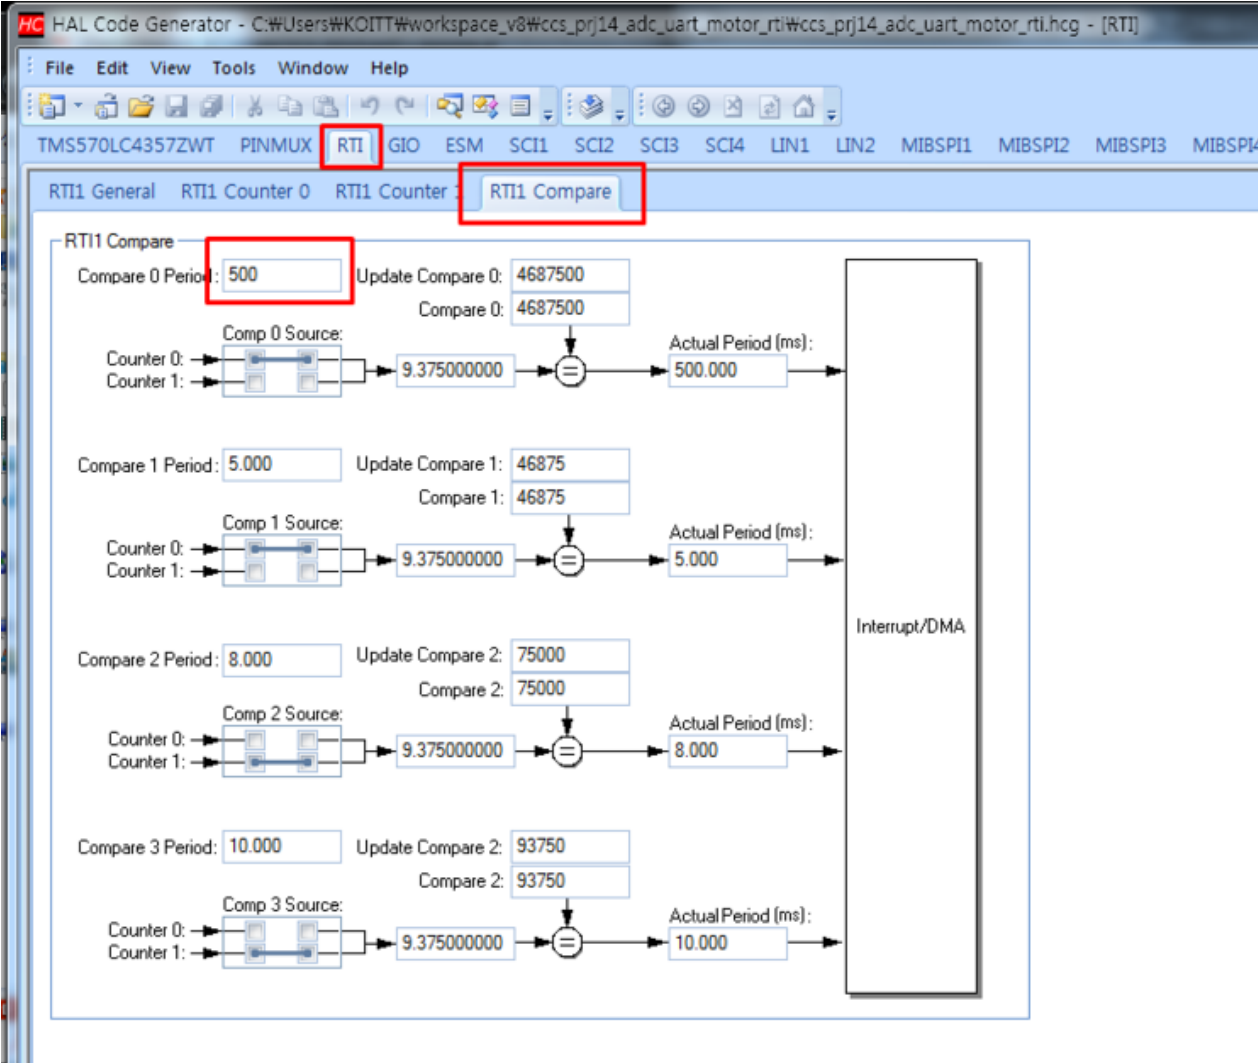 HC HAL Code Generator - C:₩Users₩KOITT₩workspace_v8₩ccs_prj14_adc_uart_motor_rti₩ccs_prj14_adc_uart_motor_rti.hcg - [RTI]
File Edit View Tools Window Help
TMS570LC4357ZWT PINMUX RTI GIO ESM SCI1 SCI2 SCI3 SCI4 LIN1 LIN2 MIBSPI1 MIBSPI2 MIBSPI3 MIBSPI4
RTI1 General RTI1 Counter 0 RTI1 Counter 1 RTI1 Compare
RTI1 Compare
Compare 0 Period: 500 Update Compare 0: 4687500
Compare 0: 4687500
Comp 0 Source: Actual Period (ms):
Counter 0: 9.375000000 500.000
Counter 1:
Compare 1 Period: 5.000 Update Compare 1: 46875
Compare 1: 46875
Comp 1 Source: Actual Period (ms):
Counter 0: 9.375000000 5.000
Counter 1:
Interrupt/DMA
Compare 2 Period: 8.000 Update Compare 2: 75000
Compare 2: 75000
Comp 2 Source: Actual Period (ms):
Counter 0: 9.375000000 8.000
Counter 1:
Compare 3 Period: 10.000 Update Compare 2: 93750
Compare 2: 93750
Comp 3 Source: Actual Period (ms):
Counter 0: 9.375000000 10.000
Counter 1: